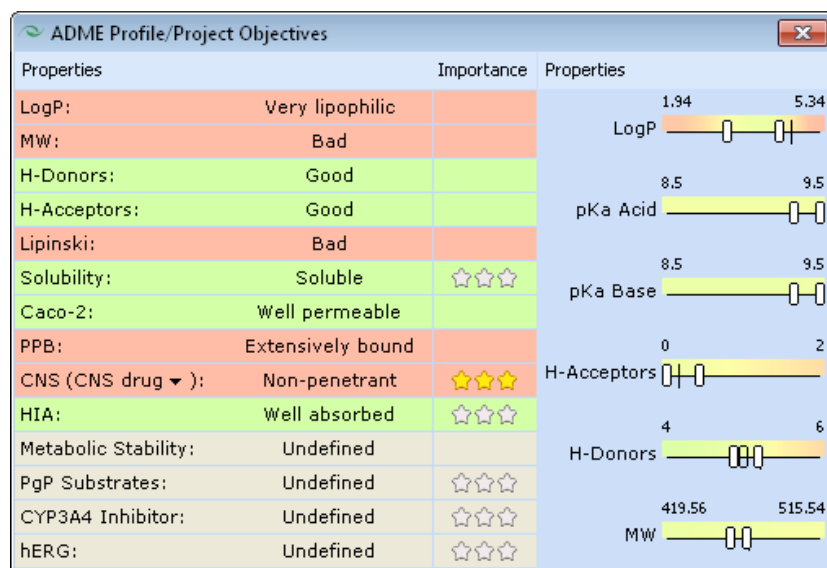 ADME Profile/Project Objectives
Properties Importance Properties
LogP: Very lipophilic
MW: Bad
H-Donors: Good
H-Acceptors: Good
Lipinski: Bad
Solubility: Soluble
Caco-2: Well permeable
PPB: Extensively bound
CNS (CNS drug ): Non-penetrant
HIA: Well absorbed
Metabolic Stability: Undefined
PgP Substrates: Undefined
CYP3A4 Inhibitor: Undefined
hERG: Undefined
1.94 5.34
LogP
8.5 9.5
pKa Acid
8.5 9.5
pKa Base
0 2
H-Acceptors
4 6
H-Donors
419.56 515.54
MW